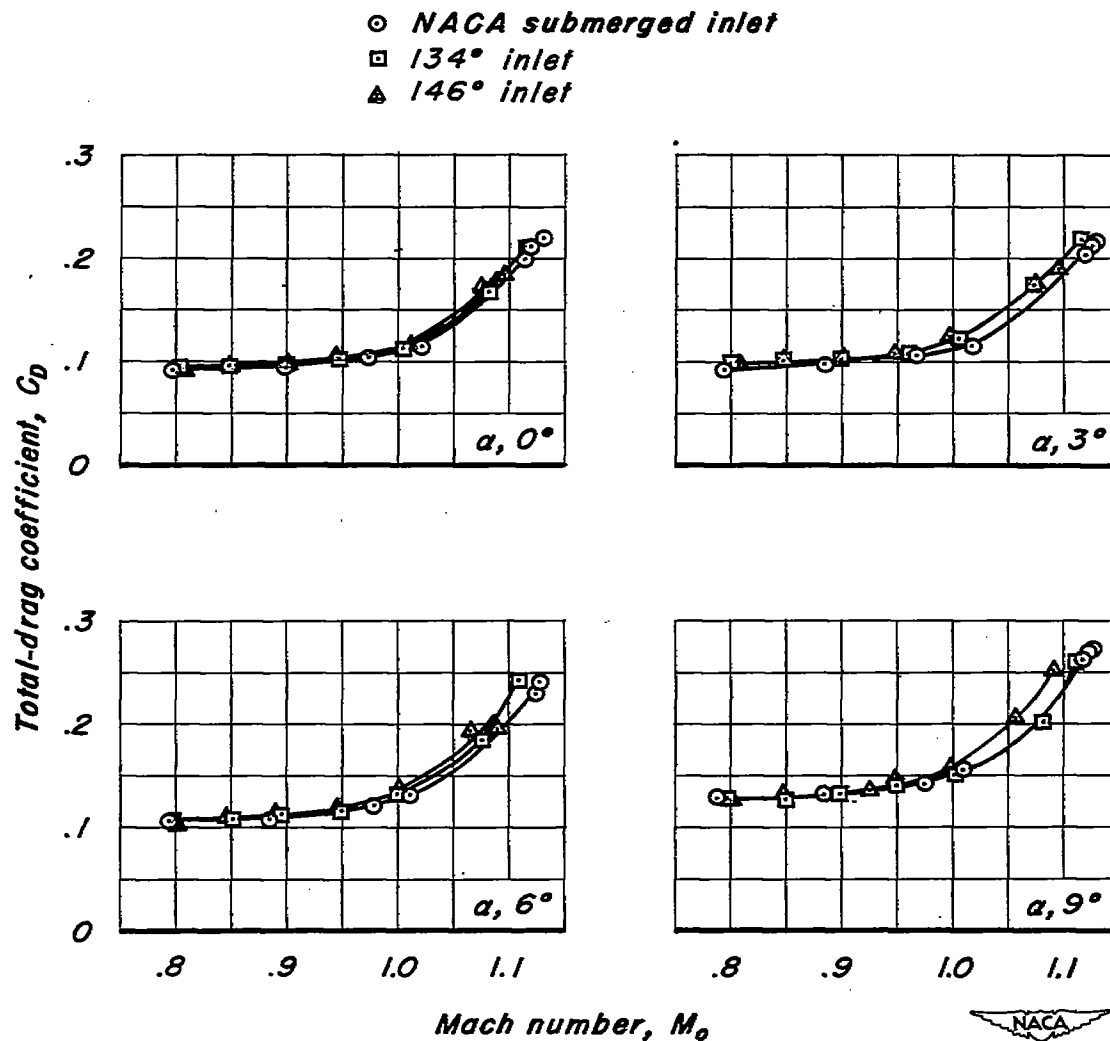 NACA submerged inlet
134° inlet
146° inlet
.3
.2
.1
0
α, 0°
α, 3°
Total-drag coefficient, C_D
.3
.2
.1
0
α, 6°
α, 9°
.8 .9 1.0 1.1
.8 .9 1.0 1.1
Mach number, M_o
NACA